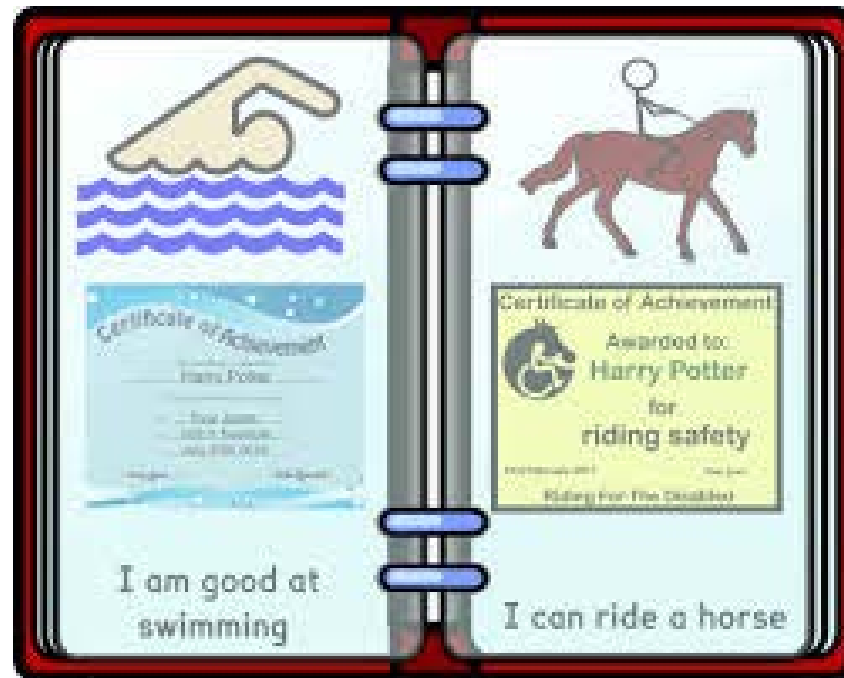 Certificate of Achievement
Harry Potter
I am good at
swimming
Certificate of Achievement
Awarded to:
Harry Potter
for
riding safety
Riding For The Disabled
I can ride a horse